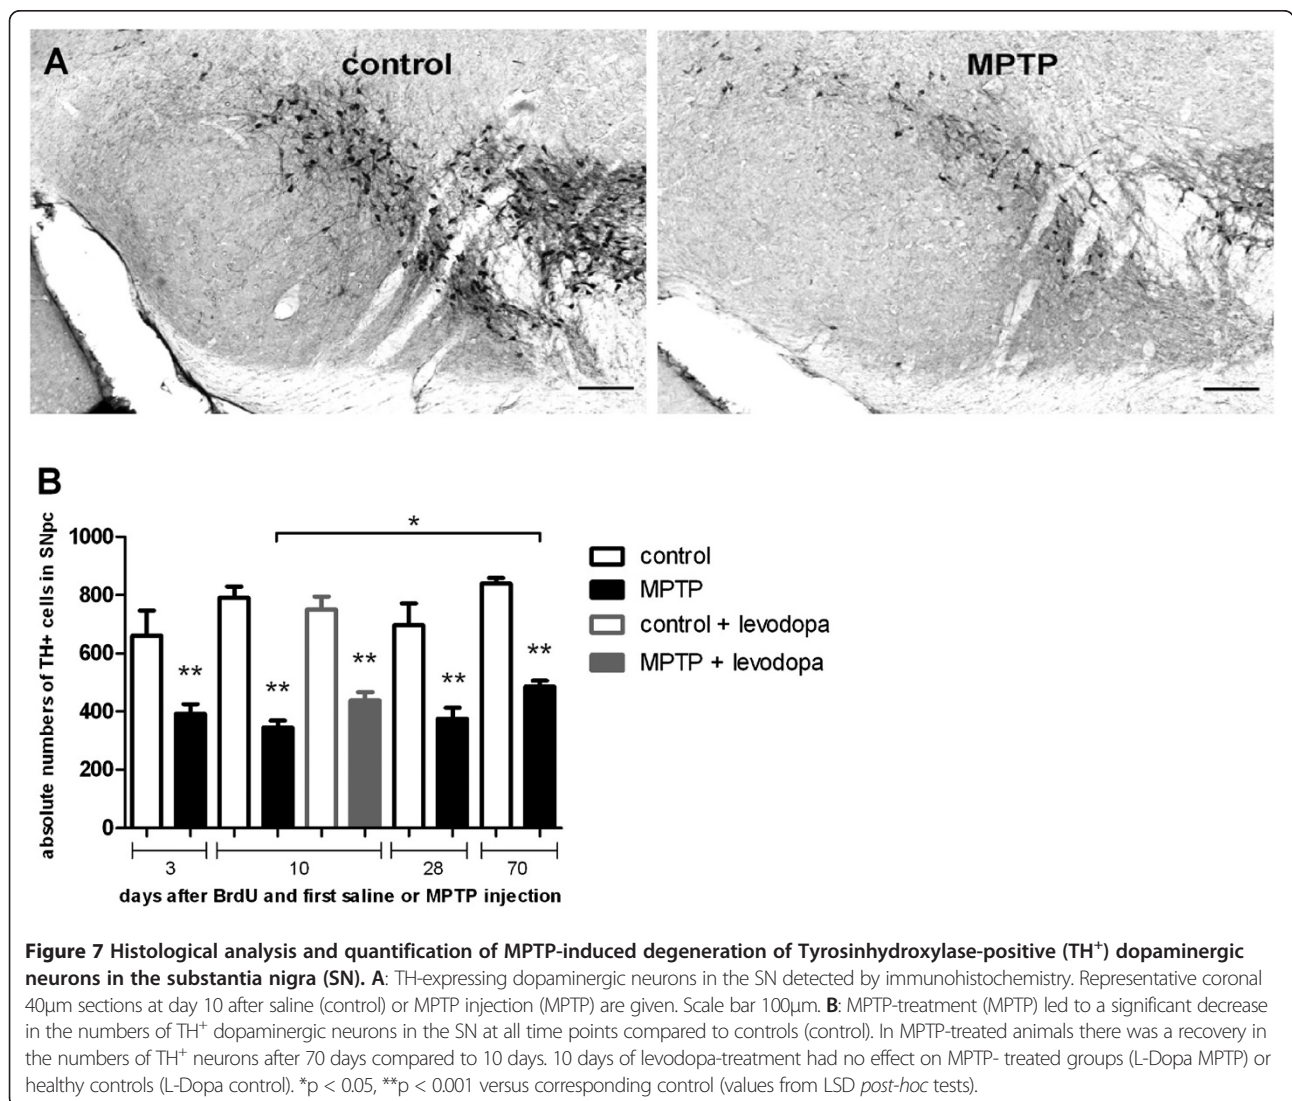 A
control
MPTP
B
absolute numbers of TH+ cells in SNpc
1000
800
600
400
200
0
*
**
**
**
**
**
control
MPTP
control + levodopa
MPTP + levodopa
3
10
28
70
days after BrdU and first saline or MPTP injection
Figure 7 Histological analysis and quantification of MPTP-induced degeneration of Tyrosinhydroxylase-positive (TH⁺) dopaminergic
neurons in the substantia nigra (SN). A: TH-expressing dopaminergic neurons in the SN detected by immunohistochemistry. Representative coronal
40μm sections at day 10 after saline (control) or MPTP injection (MPTP) are given. Scale bar 100μm. B: MPTP-treatment (MPTP) led to a significant decrease
in the numbers of TH⁺ dopaminergic neurons in the SN at all time points compared to controls (control). In MPTP-treated animals there was a recovery in
the numbers of TH⁺ neurons after 70 days compared to 10 days. 10 days of levodopa-treatment had no effect on MPTP- treated groups (L-Dopa MPTP) or
healthy controls (L-Dopa control). *p < 0.05, **p < 0.001 versus corresponding control (values from LSD post-hoc tests).